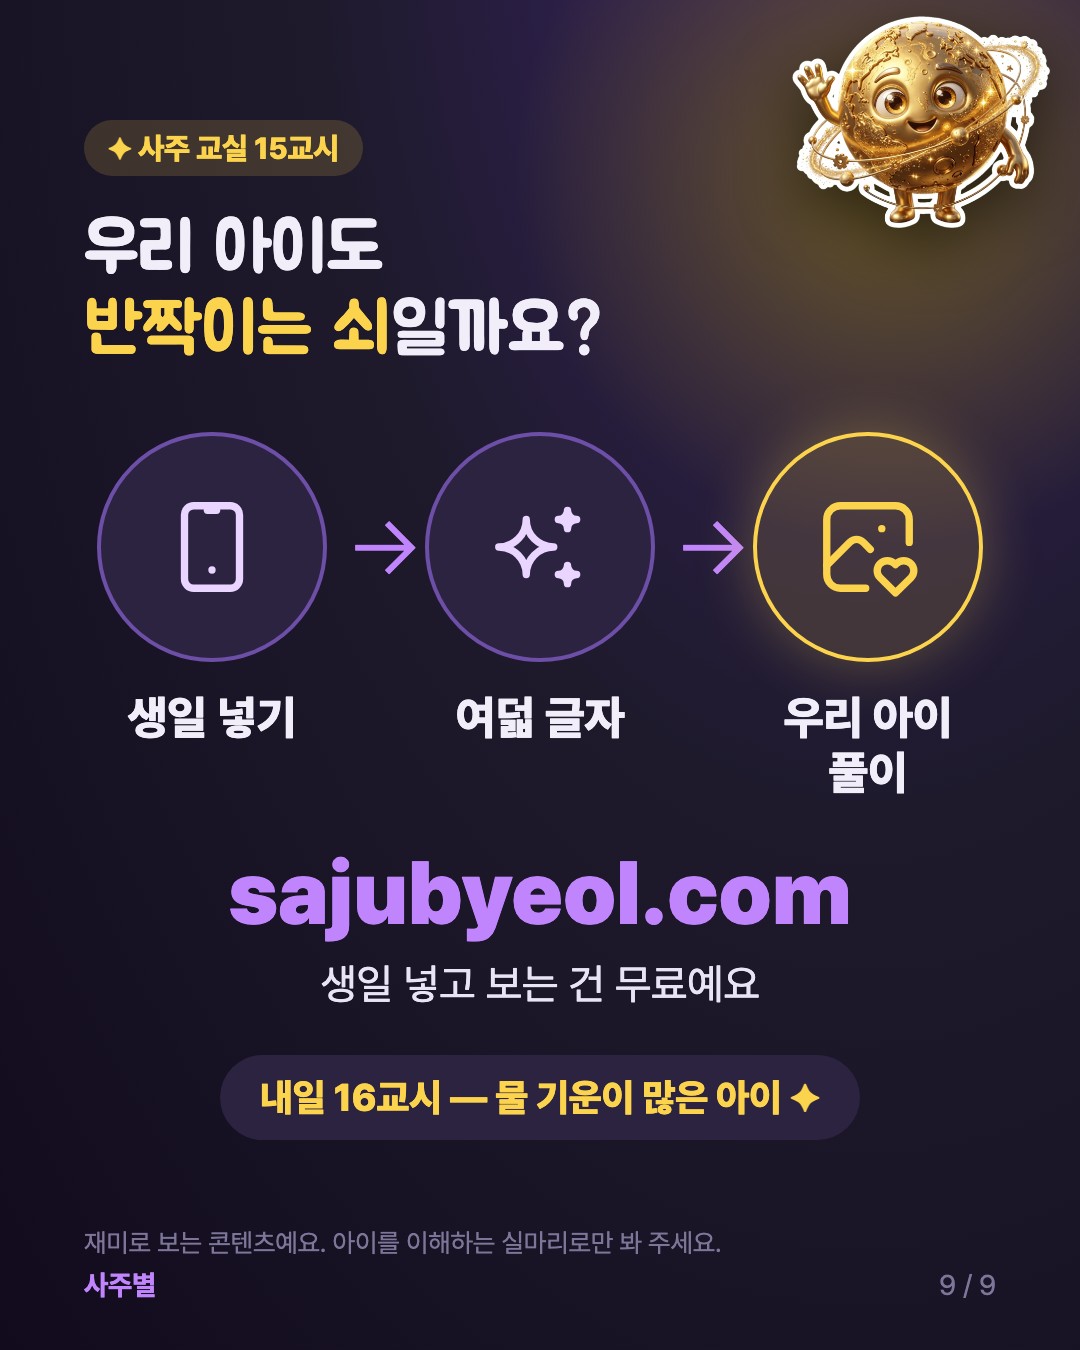 ✦ 사주 교실 15교시
우리 아이도
반짝이는 쇠일까요?
생일 넣기
여덟 글자
우리 아이
풀이
sajubyeol.com
생일 넣고 보는 건 무료예요
내일 16교시 — 물 기운이 많은 아이 ✦
재미로 보는 콘텐츠예요. 아이를 이해하는 실마리로만 봐 주세요.
사주별
9 / 9